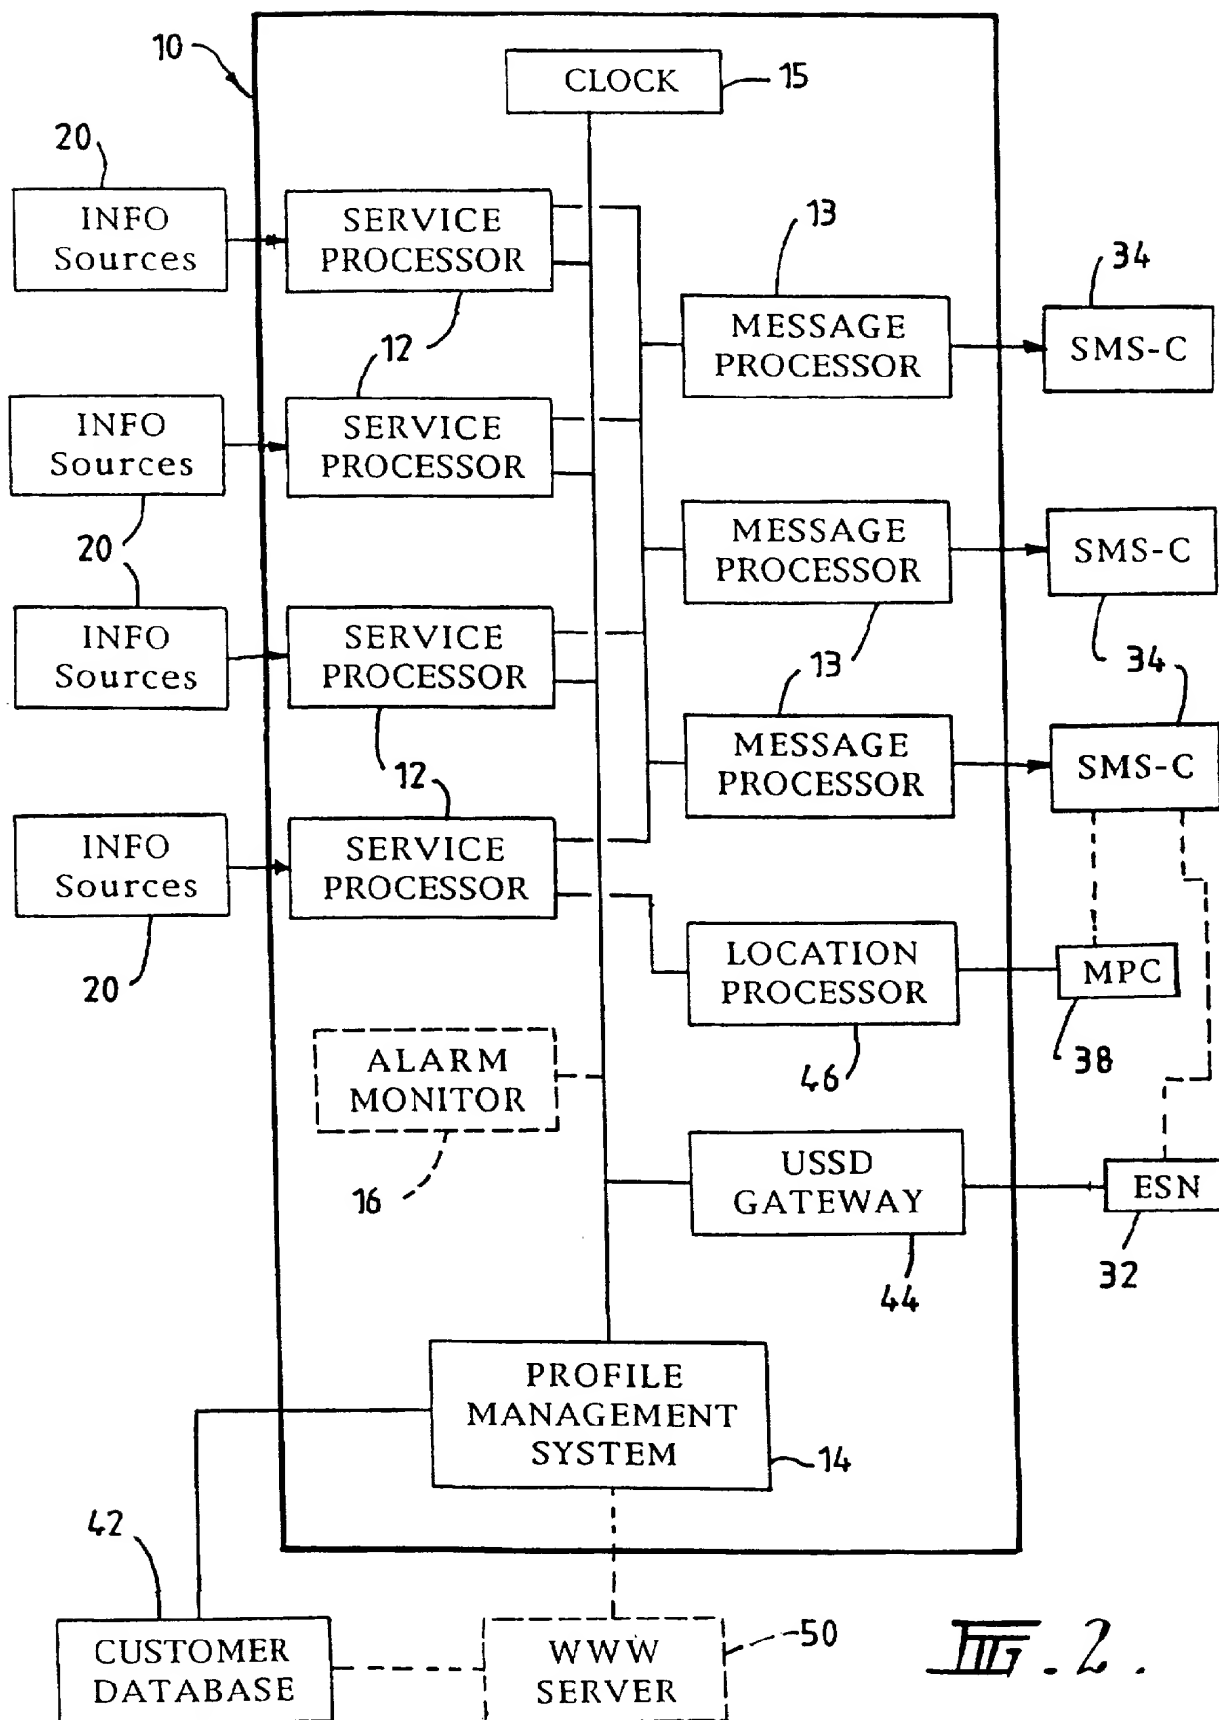 10
CLOCK
15
20
INFO
Sources
SERVICE
PROCESSOR
13
34
12
MESSAGE
PROCESSOR
SMS-C
INFO
Sources
SERVICE
PROCESSOR
20
MESSAGE
PROCESSOR
SMS-C
INFO
Sources
SERVICE
PROCESSOR
13
34
12
MESSAGE
PROCESSOR
SMS-C
INFO
Sources
SERVICE
PROCESSOR
20
LOCATION
PROCESSOR
MPC
46
38
ALARM
MONITOR
16
USSD
GATEWAY
ESN
44
32
PROFILE
MANAGEMENT
SYSTEM
14
42
CUSTOMER
DATABASE
WWW
SERVER
50
FIG. 2.